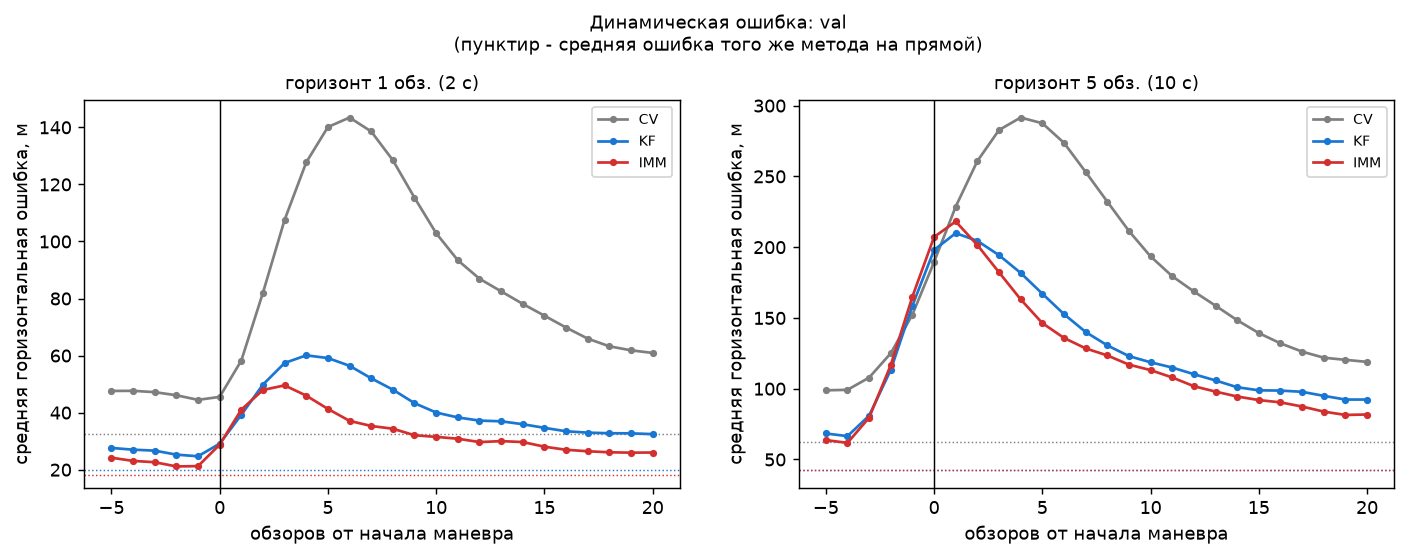 Динамическая ошибка: val
(пунктир - средняя ошибка того же метода на прямой)
горизонт 1 обз. (2 с)
средняя горизонтальная ошибка, м
140
120
100
80
60
40
20
CV
KF
IMM
−5
0
5
10
15
20
обзоров от начала маневра
горизонт 5 обз. (10 с)
средняя горизонтальная ошибка, м
300
250
200
150
100
50
CV
KF
IMM
−5
0
5
10
15
20
обзоров от начала маневра